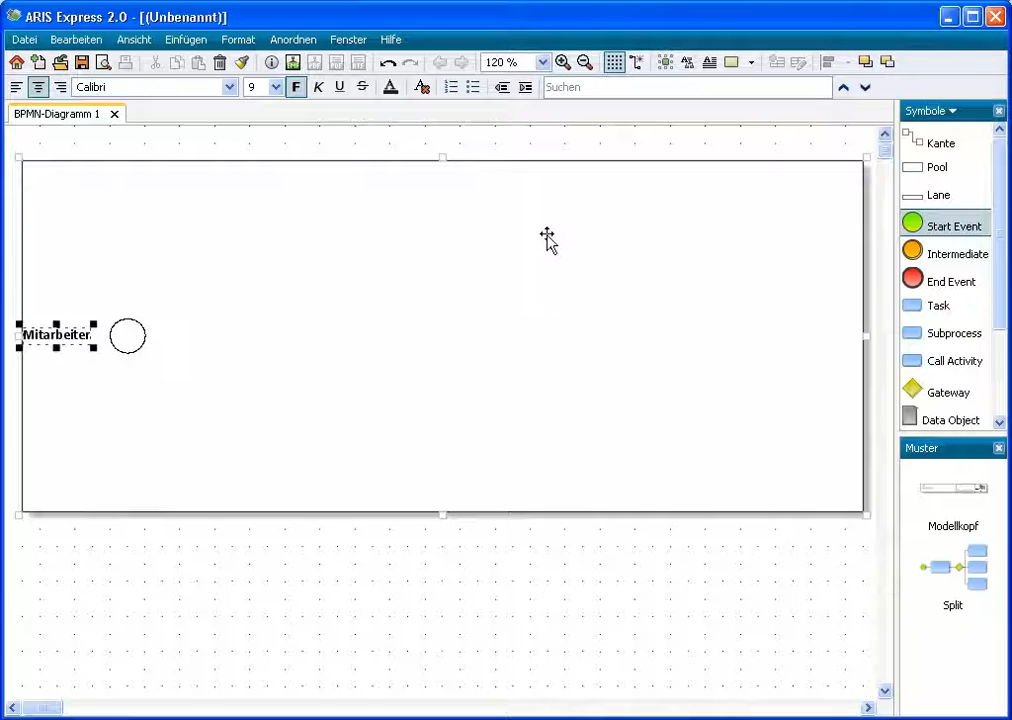 ARIS Express 2.0 - [(Unbenannt)]
Datei Bearbeiten Ansicht Einfügen Format Anordnen Fenster Hilfe
120 %
Calibri 9 F K U S A Suchen
BPMN-Diagramm 1
Symbole
Kante
Pool
Lane
Start Event
Intermediate
End Event
Task
Subprocess
Call Activity
Gateway
Data Object
Mitarbeiter
Muster
Modellkopf
Split